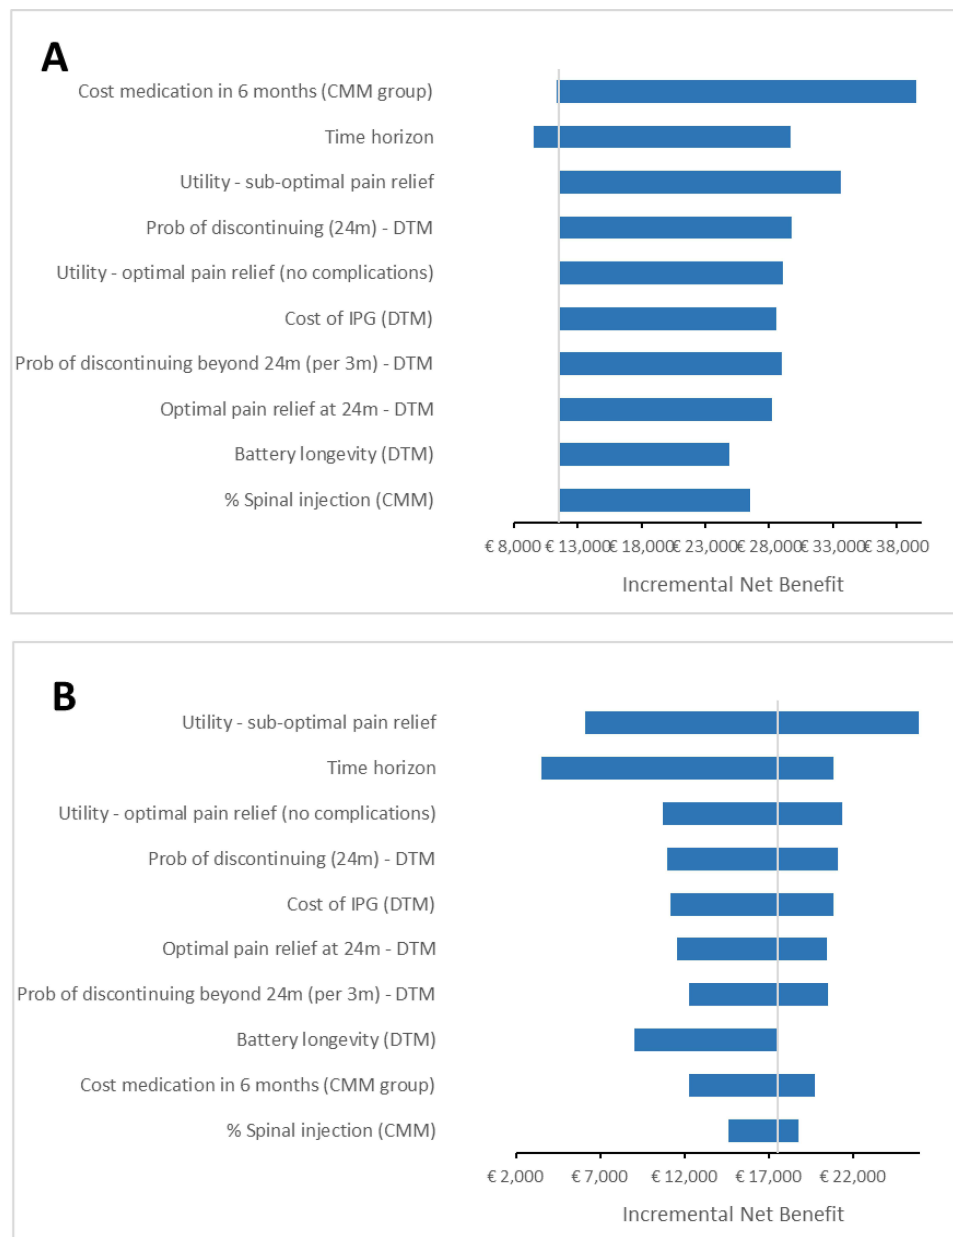 A
Cost medication in 6 months (CMM group)
Time horizon
Utility - sub-optimal pain relief
Prob of discontinuing (24m) - DTM
Utility - optimal pain relief (no complications)
Cost of IPG (DTM)
Prob of discontinuing beyond 24m (per 3m) - DTM
Optimal pain relief at 24m - DTM
Battery longevity (DTM)
% Spinal injection (CMM)
€ 8,000 € 13,000 € 18,000 € 23,000 € 28,000 € 33,000 € 38,000
Incremental Net Benefit
B
Utility - sub-optimal pain relief
Time horizon
Utility - optimal pain relief (no complications)
Prob of discontinuing (24m) - DTM
Cost of IPG (DTM)
Optimal pain relief at 24m - DTM
Prob of discontinuing beyond 24m (per 3m) - DTM
Battery longevity (DTM)
Cost medication in 6 months (CMM group)
% Spinal injection (CMM)
€ 2,000 € 7,000 € 12,000 € 17,000 € 22,000
Incremental Net Benefit